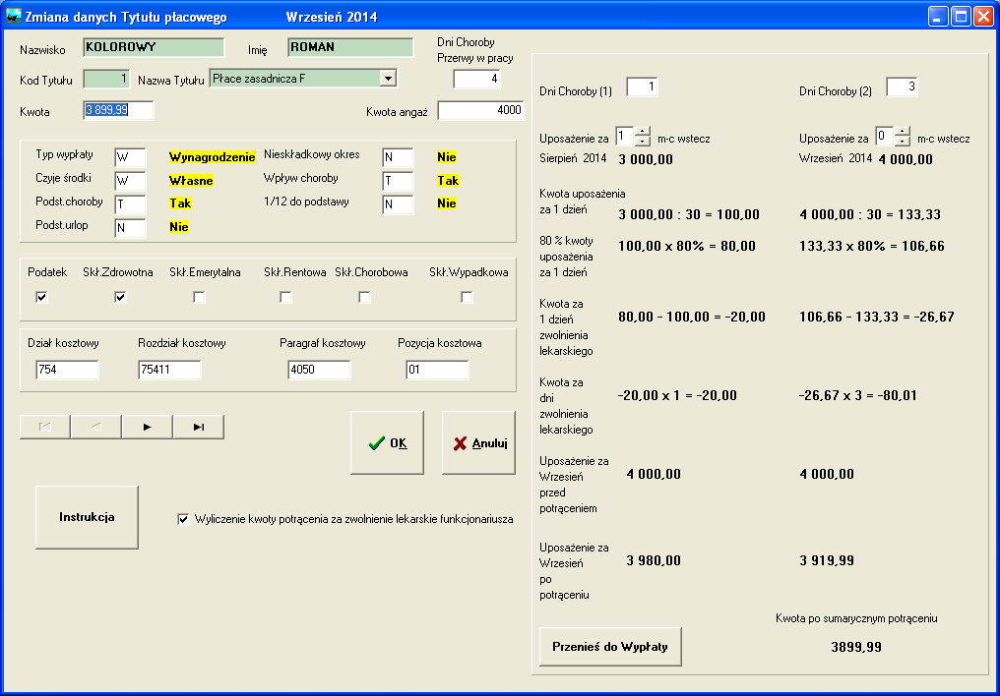 Zmiana danych Tytułu płacowego Wrzesień 2014
Nazwisko KOLOROWY Imię ROMAN
Dni Choroby
Przerwy w pracy
4
Kod Tytułu 1 Nazwa Tytułu Płace zasadnicza F
Kwota 3 899,99 Kwota angaż 4000
Typ wypłaty W Wynagrodzenie Nieskładkowy okres N Nie
Czyje środki W Własne Wpływ choroby T Tak
Podst.choroby T Tak 1/12 do podstawy N Nie
Podst.urlop N Nie
Podatek Skł.Zdrowotna Skł.Emerytalna Skł.Rentowa Skł.Chorobowa Skł.Wypadkowa
Dział kosztowy Rozdział kosztowy Paragraf kosztowy Pozycja kosztowa
754 75411 4050 01
OK Anuluj
Instrukcja
Wyliczenie kwoty potrącenia za zwolnienie lekarskie funkcjonariusza
Dni Choroby (1) 1 Dni Choroby (2) 3
Uposażenie za 1 m-c wstecz Uposażenie za 0 m-c wstecz
Sierpień 2014 3 000,00 Wrzesień 2014 4 000,00
Kwota uposażenia
za 1 dzień 3 000,00 : 30 = 100,00 4 000,00 : 30 = 133,33
80 % kwoty
uposażenia
za 1 dzień
100,00 x 80% = 80,00 133,33 x 80% = 106,66
Kwota za
1 dzień
zwolnienia
lekarskiego
80,00 - 100,00 = -20,00 106,66 - 133,33 = -26,67
Kwota za
dni
zwolnienia
lekarskiego
-20,00 x 1 = -20,00 -26,67 x 3 = -80,01
Uposażenie za
Wrzesień
przed
potrąceniem
4 000,00 4 000,00
Uposażenie za
Wrzesień
po
potrąceniu
3 980,00 3 919,99
Kwota po sumarycznym potrąceniu
Przenieś do Wypłaty 3899,99